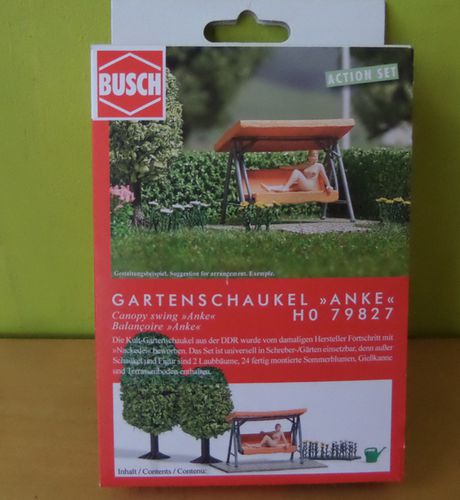 BUSCH
ACTION SET
Gestaltungsbeispiel. Suggestion for arrangement. Exemple.
GARTENSCHAUKEL »ANKE«
Canopy swing »Anke« H0 79827
Balançoire »Anke«
Die Kult-Gartenschaukel aus der DDR wurde vom damaligen Hersteller Fortschritt mit
»Nackedei« beworben. Das Set ist universell in Schreber-/Gärten einsetzbar, denn außer
Schaukel und Figur sind 2 Laubbäume, 24 fertig montierte Sommerblumen, Gießkanne
und Terrassenboden enthalten.
Inhalt / Contents / Contenu: